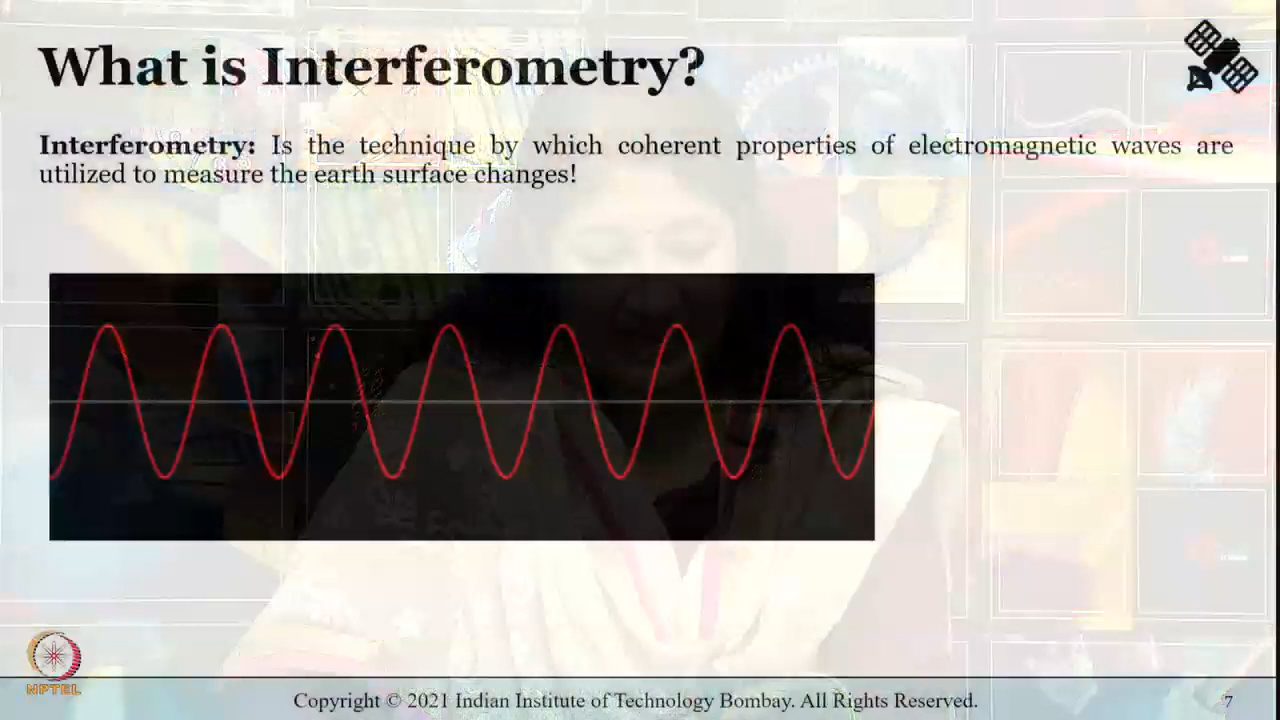 What is Interferometry?
Interferometry: Is the technique by which coherent properties of electromagnetic waves are
utilized to measure the earth surface changes!
NPTEL
Copyright © 2021 Indian Institute of Technology Bombay. All Rights Reserved.
7